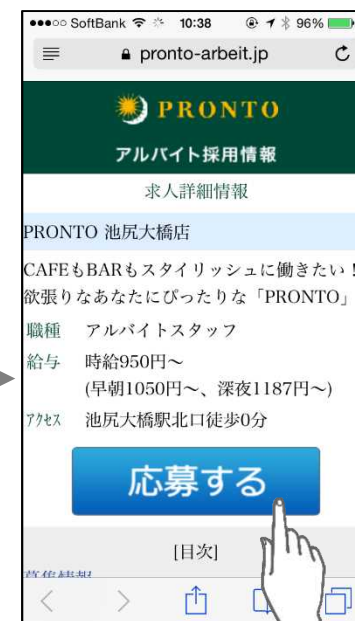 SoftBank 10:38 96%
pronto-arbeit.jp
PRONTO
アルバイト採用情報
求人詳細情報
PRONTO 池尻大橋店
CAFEもBARもスタイリッシュに働きたい！
欲張りなあなたにぴったりな「PRONTO」
職種 アルバイトスタッフ
給与 時給950円～
(早朝1050円～、深夜1187円～)
アクセス 池尻大橋駅北口徒歩0分
応募する
[目次]